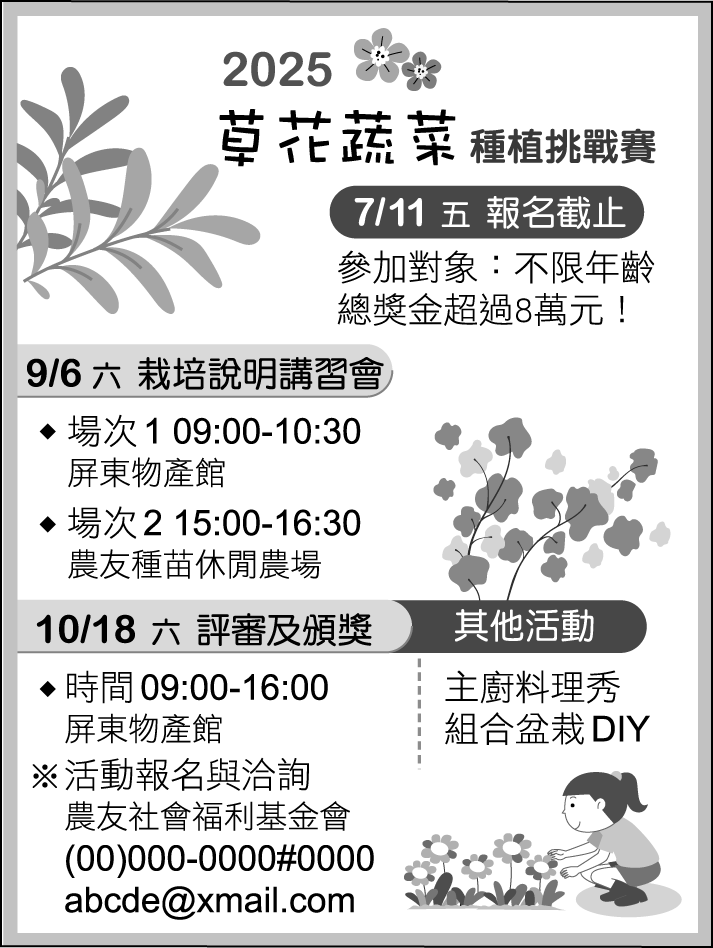 2025
草花蔬菜 種植挑戰賽
7/11 五 報名截止
參加對象：不限年齡
總獎金超過8萬元！
9/6 六 栽培說明講習會
◆ 場次1 09:00-10:30
屏東物產館
◆ 場次2 15:00-16:30
農友種苗休閒農場
10/18 六 評審及頒獎
◆ 時間09:00-16:00
屏東物產館
其他活動
主廚料理秀
組合盆栽DIY
※活動報名與洽詢
農友社會福利基金會
(00)000-0000#0000
abcde@xmail.com